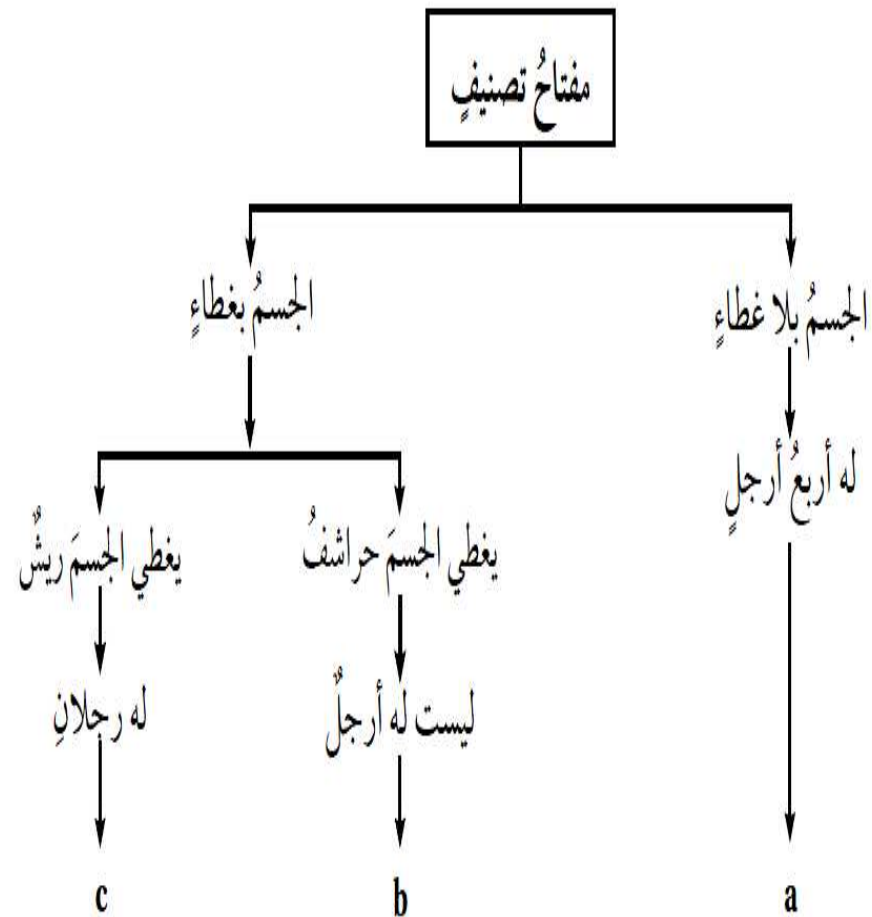 مفتاحُ تصنيفٍ
الجسمُ بلا غطاءٍ
الجسمُ بغطاءٍ
له أربعُ أرجلٍ
يغطي الجسمَ حراشفُ
يغطي الجسمَ ريشٌ
ليست له أرجلٌ
له رجلانِ
a
b
c